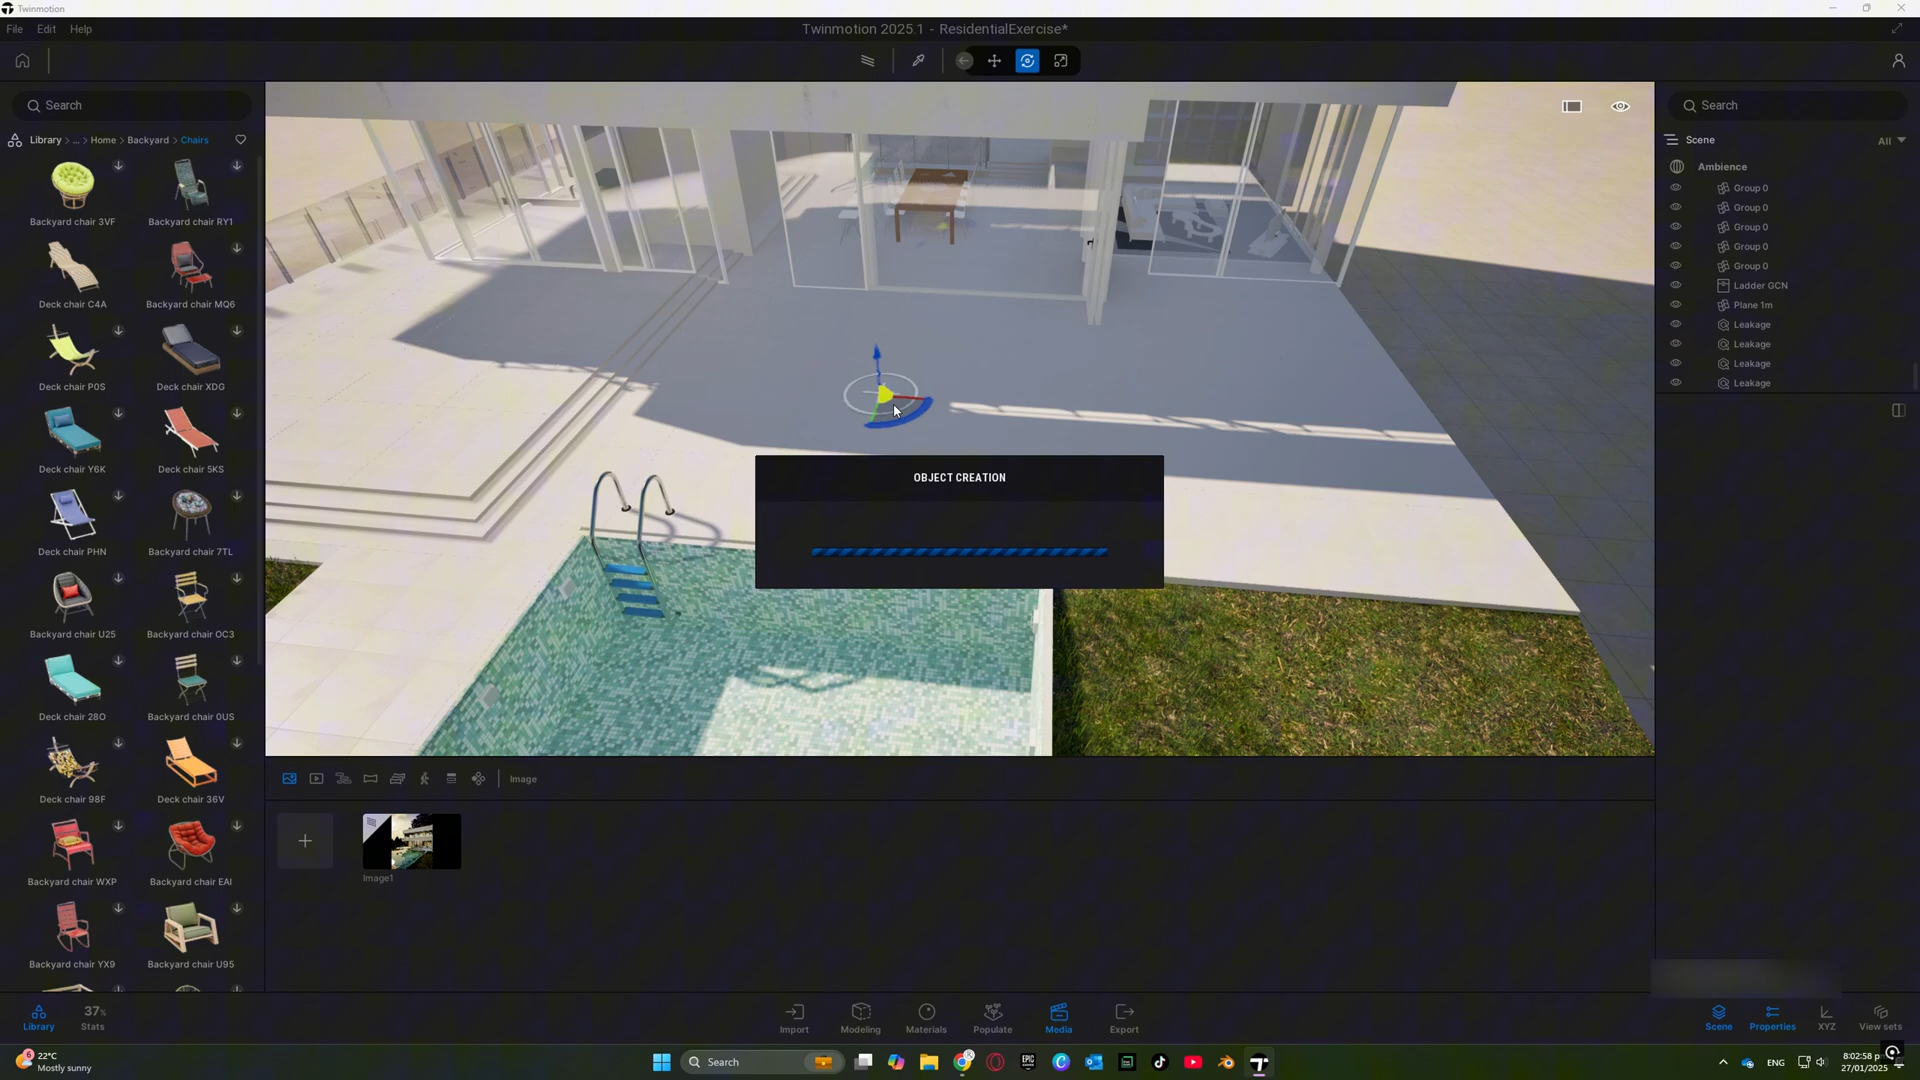 Twinmotion
File Edit Help
Twinmotion 2025.1 - ResidentialExercise*
Search
Library > ... > Home > Backyard > Chairs
Backyard chair 3VF
Backyard chair RY1
Deck chair C4A
Backyard chair MQ6
Deck chair P0S
Deck chair XDG
Deck chair Y6K
Deck chair 5KS
Deck chair PHN
Backyard chair 7TL
Backyard chair U25
Backyard chair OC3
Deck chair 28O
Backyard chair 0US
Deck chair 98F
Deck chair 36V
Backyard chair WXP
Backyard chair EAI
Backyard chair YX9
Backyard chair U95
OBJECT CREATION
Image
Image1
Search
Scene
All
Ambience
Group 0
Group 0
Group 0
Group 0
Group 0
Ladder GCN
Plane 1m
Leakage
Leakage
Leakage
Leakage
Library
37%
Stats
Import
Modeling
Materials
Populate
Media
Export
Scene
Properties
XYZ
View sets
6
22°C
Mostly sunny
Search
EPIC
GAMES
ENG
8:02:58
27/01/2025